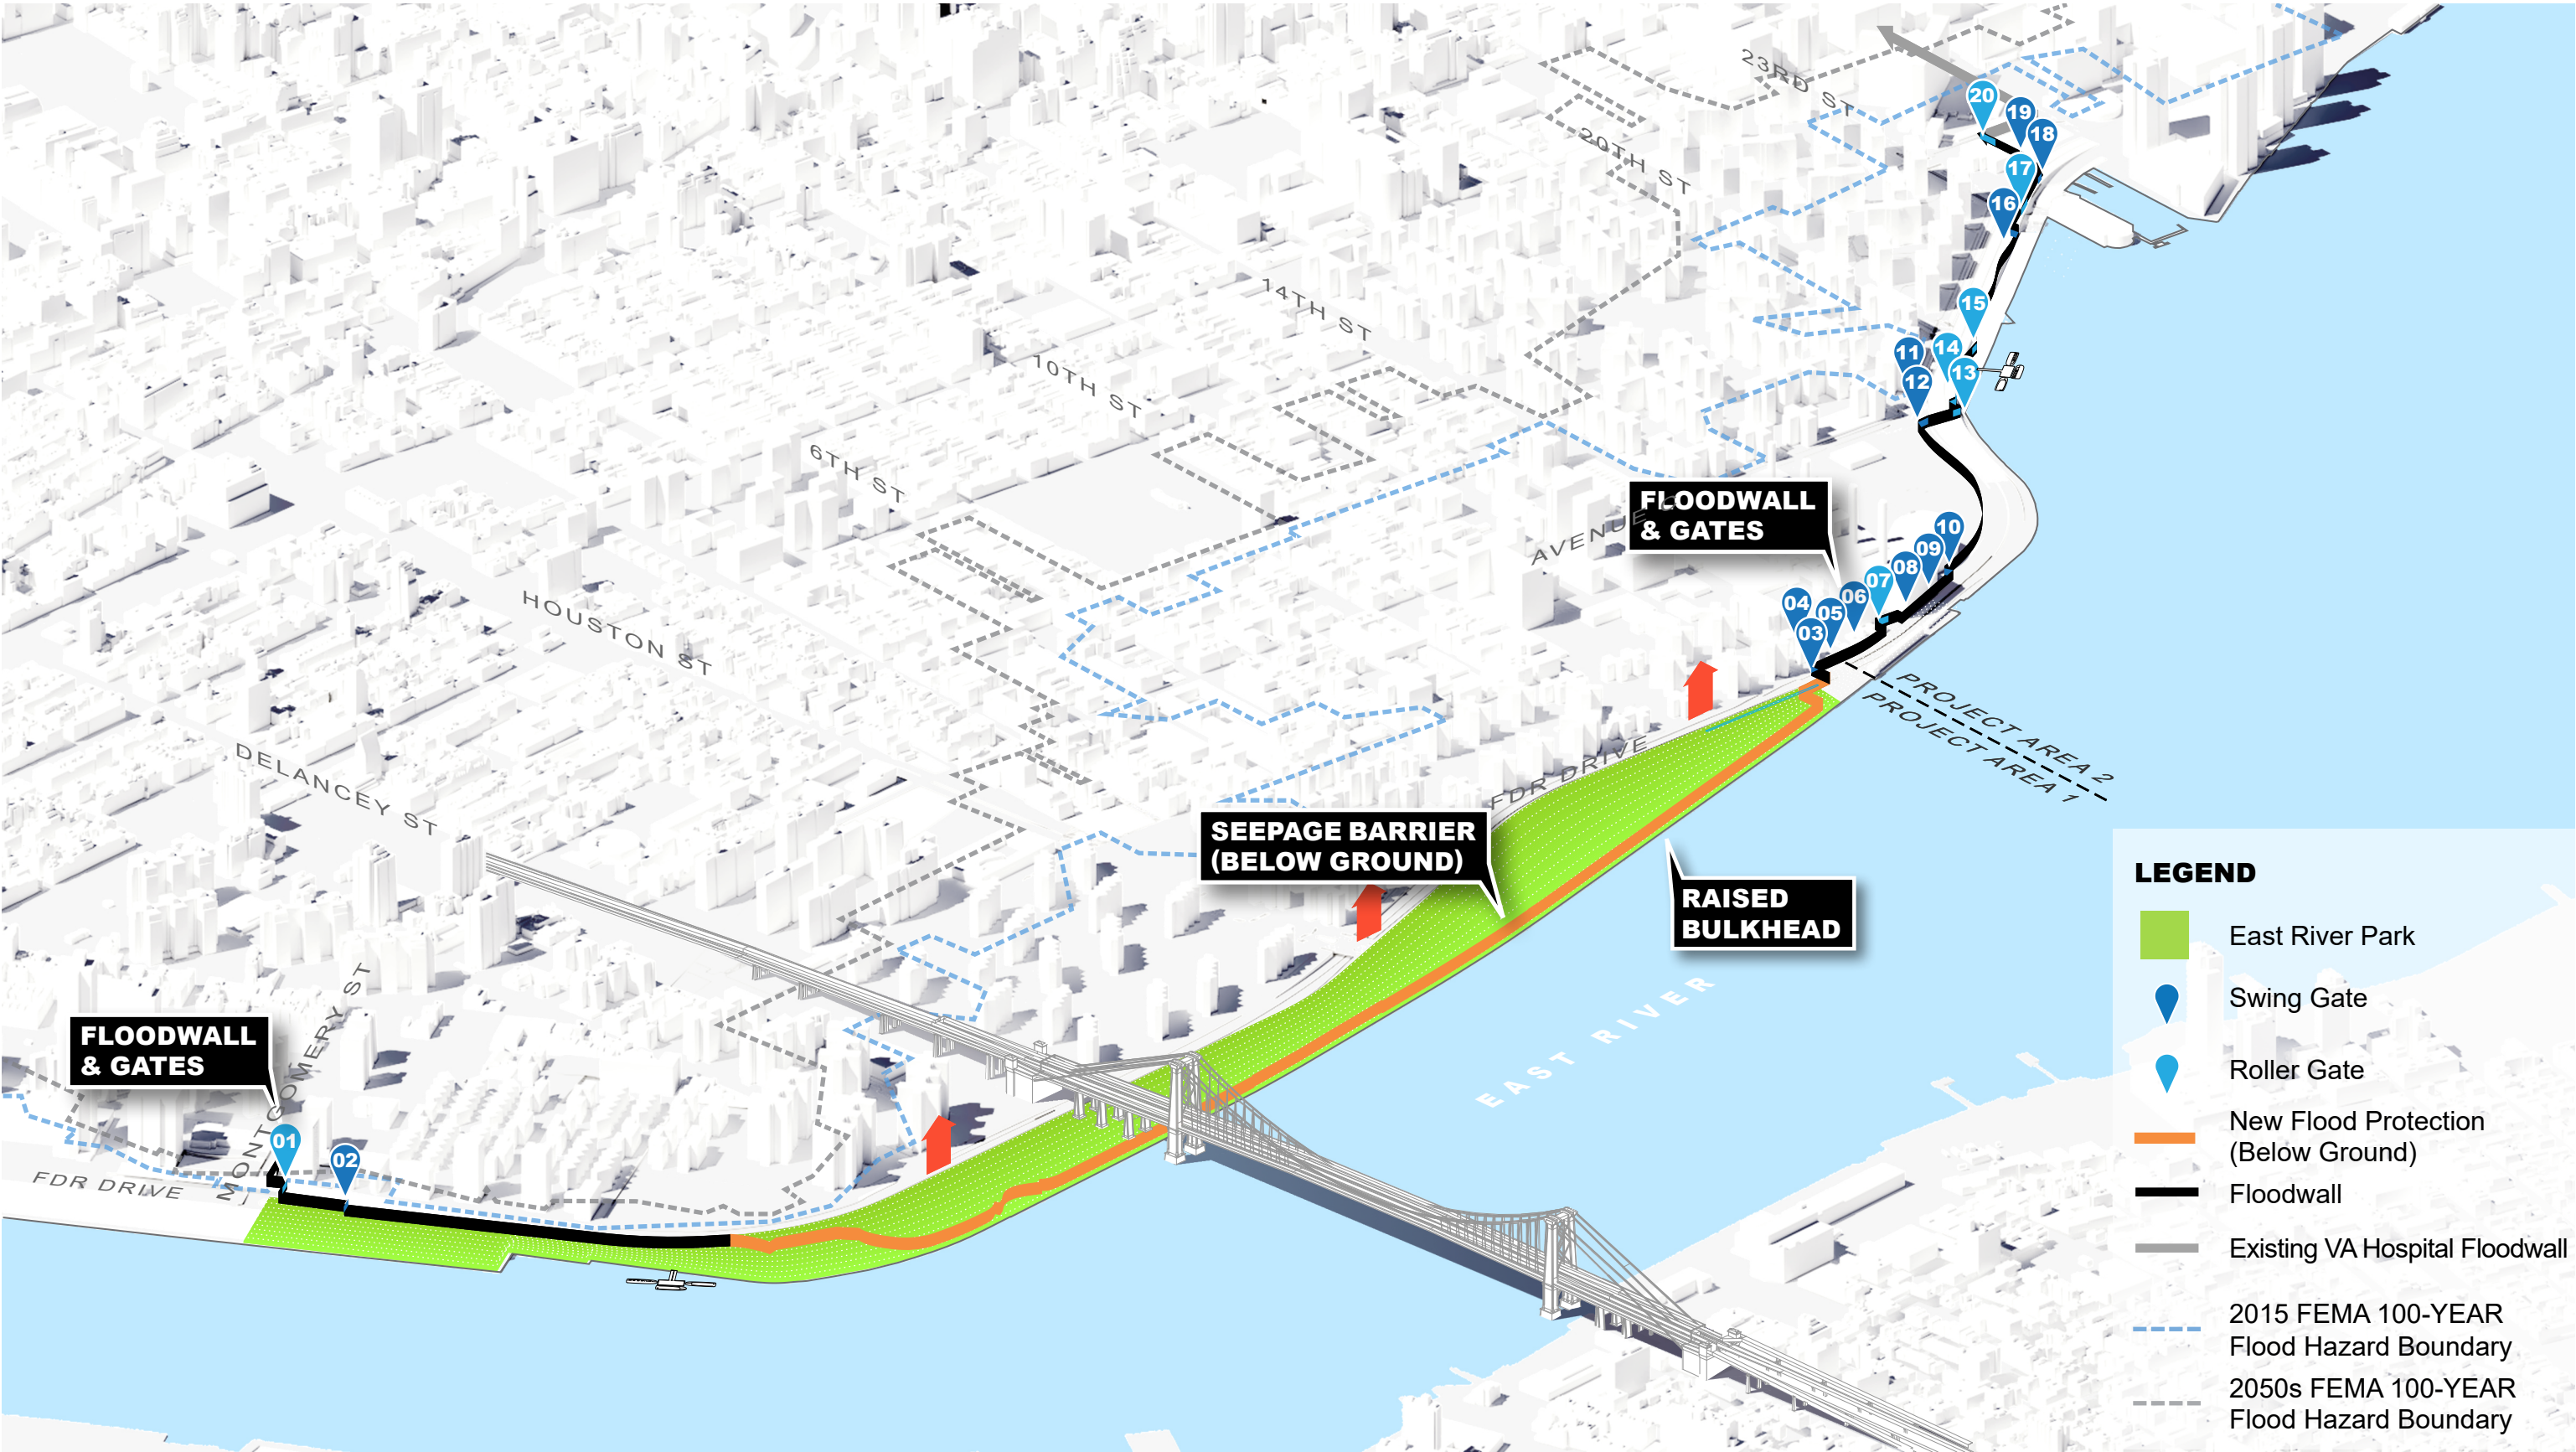 23RD ST
20TH ST
14TH ST
10TH ST
6TH ST
HOUSTON ST
DELANCEY ST
MONTGOMERY ST
AVENUE C
FDR DRIVE
FDR DRIVE
20
19
18
17
16
15
14
13
11
12
10
09
08
07
06
05
04
03
01
02
FLOODWALL
& GATES
SEEPAGE BARRIER
(BELOW GROUND)
RAISED
BULKHEAD
FLOODWALL
& GATES
PROJECT AREA 2
PROJECT AREA 1
EAST RIVER
LEGEND
East River Park
Swing Gate
Roller Gate
New Flood Protection
(Below Ground)
Floodwall
Existing VA Hospital Floodwall
2015 FEMA 100-YEAR
Flood Hazard Boundary
2050s FEMA 100-YEAR
Flood Hazard Boundary